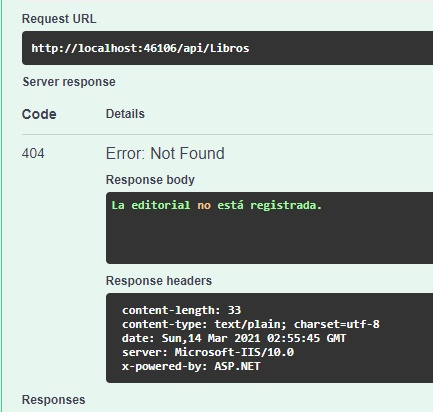 Request URL
http://localhost:46106/api/Libros
Server response
Code Details
404 Error: Not Found
Response body
La editorial no está registrada.
Response headers
content-length: 33
content-type: text/plain; charset=utf-8
date: Sun,14 Mar 2021 02:55:45 GMT
server: Microsoft-IIS/10.0
x-powered-by: ASP.NET
Responses